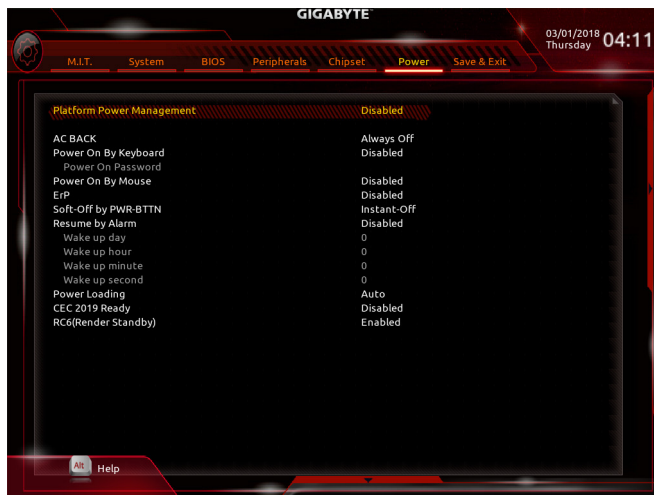 GIGABYTE™
03/01/2018
Thursday
04:11
M.I.T. System BIOS Peripherals Chipset Power Save & Exit
Platform Power Management Disabled
AC BACK Always Off
Power On By Keyboard Disabled
Power On Password
Power On By Mouse Disabled
ErP Disabled
Soft-Off by PWR-BTTN Instant-Off
Resume by Alarm Disabled
Wake up day 0
Wake up hour 0
Wake up minute 0
Wake up second 0
Power Loading Auto
CEC 2019 Ready Disabled
RC6(Render Standby) Enabled
Alt Help